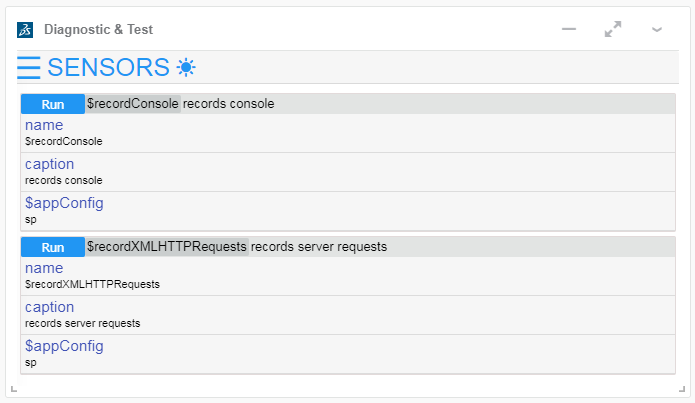 Diagnostic & Test
SENSORS
Run $recordConsole records console
name
$recordConsole
caption
records console
$appConfig
sp
Run $recordXMLHTTPRequests records server requests
name
$recordXMLHTTPRequests
caption
records server requests
$appConfig
sp